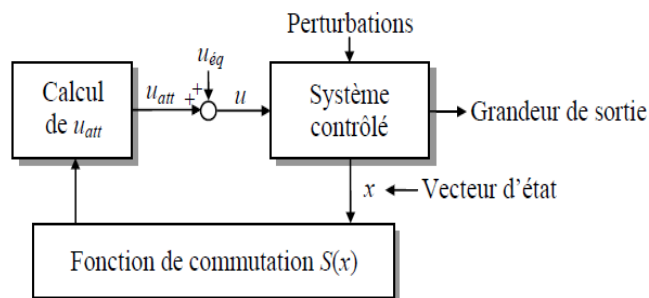 Perturbations
Calcul
de u_att
u_att
+
+
u_éq
u
Système
contrôlé
Grandeur de sortie
x
Vecteur d'état
Fonction de commutation S(x)